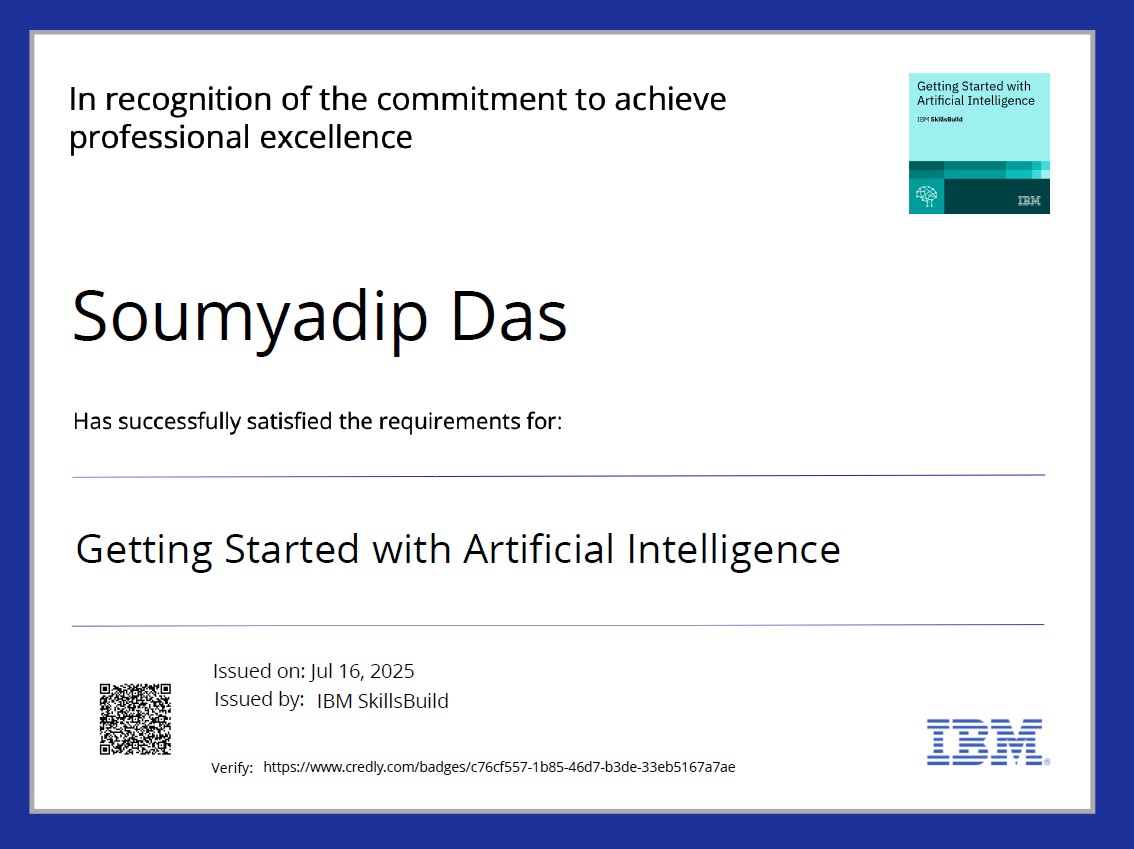 In recognition of the commitment to achieve
professional excellence
Getting Started with
Artificial Intelligence
IBM SkillsBuild
IBM
Soumyadip Das
Has successfully satisfied the requirements for:
Getting Started with Artificial Intelligence
Issued on: Jul 16, 2025
Issued by: IBM SkillsBuild
IBM®
Verify: https://www.credly.com/badges/c76cf557-1b85-46d7-b3de-33eb5167a7ae